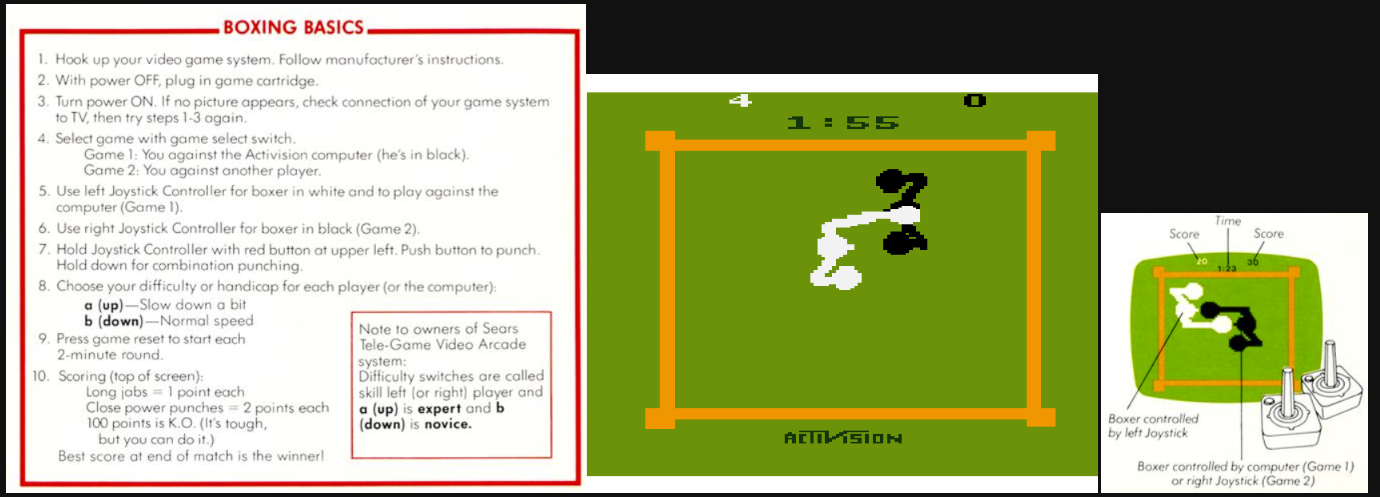 BOXING BASICS
1. Hook up your video game system. Follow manufacturer's instructions.
2. With power OFF, plug in game cartridge.
3. Turn power ON. If no picture appears, check connection of your game system
to TV, then try steps 1-3 again.
4. Select game with game select switch.
Game 1: You against the Activision computer (he's in black).
Game 2: You against another player.
5. Use left Joystick Controller for boxer in white and to play against the
computer (Game 1).
6. Use right Joystick Controller for boxer in black (Game 2).
7. Hold Joystick Controller with red button at upper left. Push button to punch.
Hold down for combination punching.
8. Choose your difficulty or handicap for each player (or the computer):
a (up)—Slow down a bit
b (down)—Normal speed
9. Press game reset to start each
2-minute round.
10. Scoring (top of screen):
Long jabs = 1 point each
Close power punches = 2 points each
100 points is K.O. (It's tough,
but you can do it.)
Best score at end of match is the winner!
Note to owners of Sears
Tele-Game Video Arcade
system:
Difficulty switches are called
skill left (or right) player and
a (up) is expert and b
(down) is novice.
4 0
1:55
ACTIVISION
Time
Score Score
20 30
1:23
Boxer controlled
by left Joystick
Boxer controlled by computer (Game 1)
or right Joystick (Game 2)